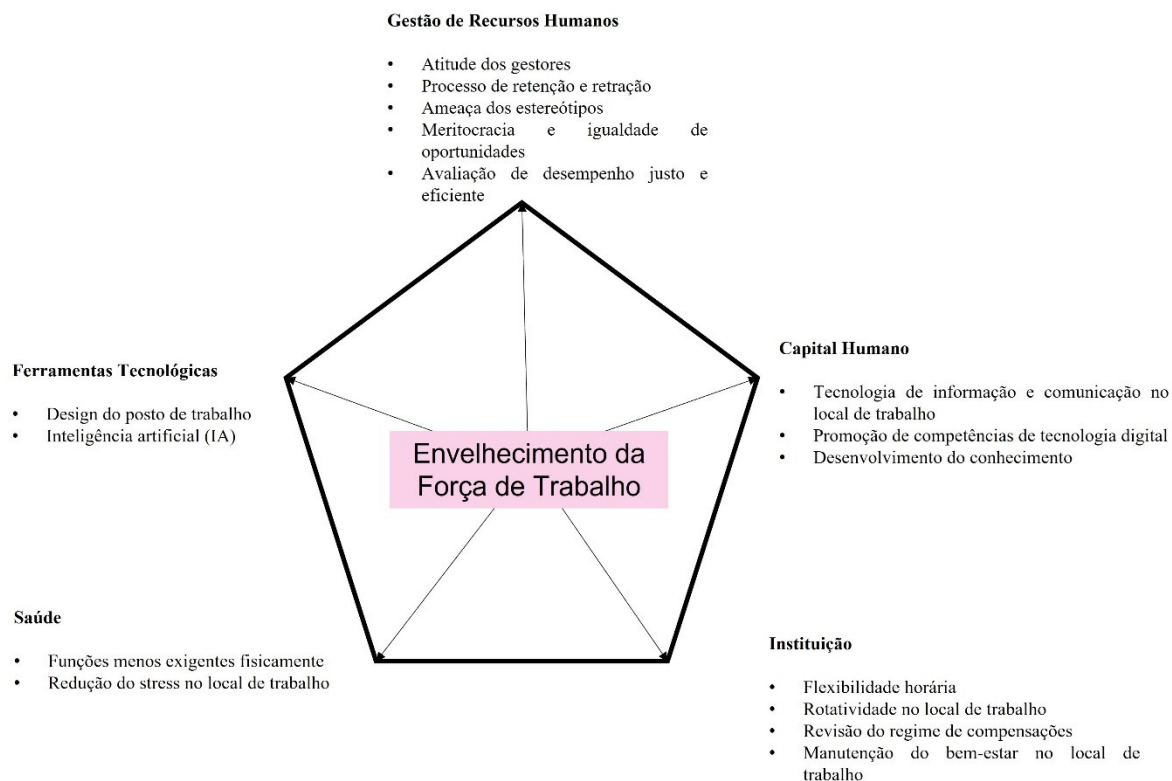 Gestão de Recursos Humanos
• Atitude dos gestores
• Processo de retenção e retração
• Ameaça dos estereótipos
• Meritocracia e igualdade de
oportunidades
• Avaliação de desempenho justo e
eficiente
Ferramentas Tecnológicas
• Design do posto de trabalho
• Inteligência artificial (IA)
Capital Humano
• Tecnologia de informação e comunicação no
local de trabalho
• Promoção de competências de tecnologia digital
• Desenvolvimento do conhecimento
Envelhecimento da
Força de Trabalho
Saúde
• Funções menos exigentes fisicamente
• Redução do stress no local de trabalho
Instituição
• Flexibilidade horária
• Rotatividade no local de trabalho
• Revisão do regime de compensações
• Manutenção do bem-estar no local de
trabalho